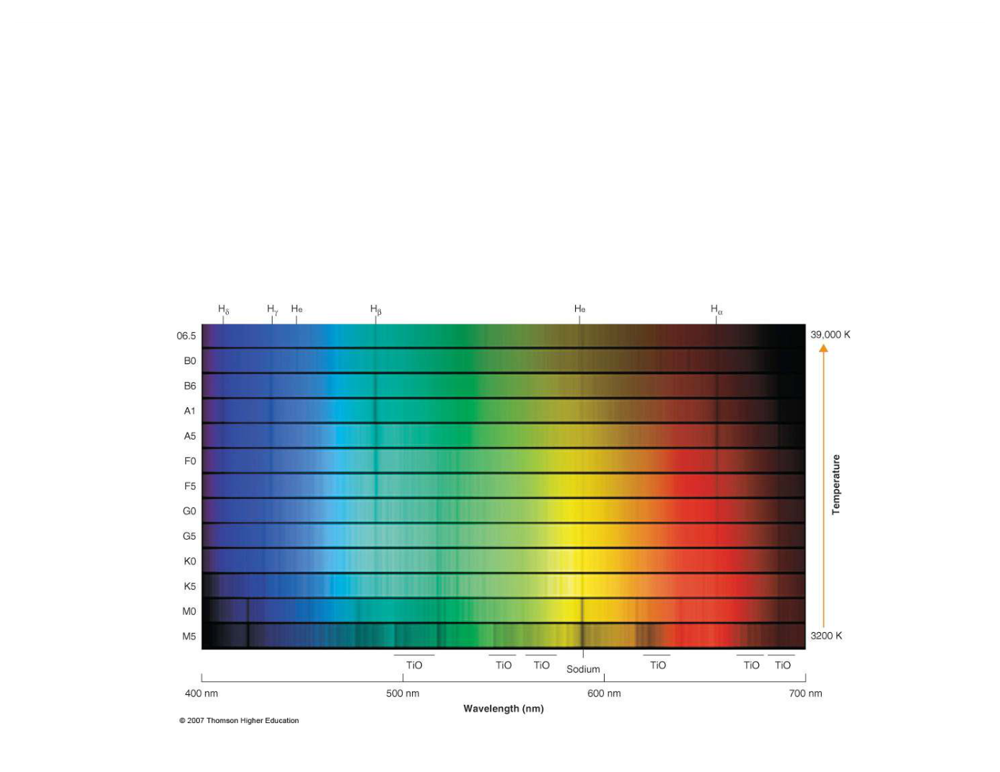 Hδ Hγ He Hβ He Hα
06.5
39,000 K
B0
B6
A1
A5
F0
F5
G0
G5
K0
K5
M0
M5
Temperature
3200 K
TiO TiO TiO Sodium TiO TiO TiO
400 nm 500 nm 600 nm 700 nm
Wavelength (nm)
© 2007 Thomson Higher Education